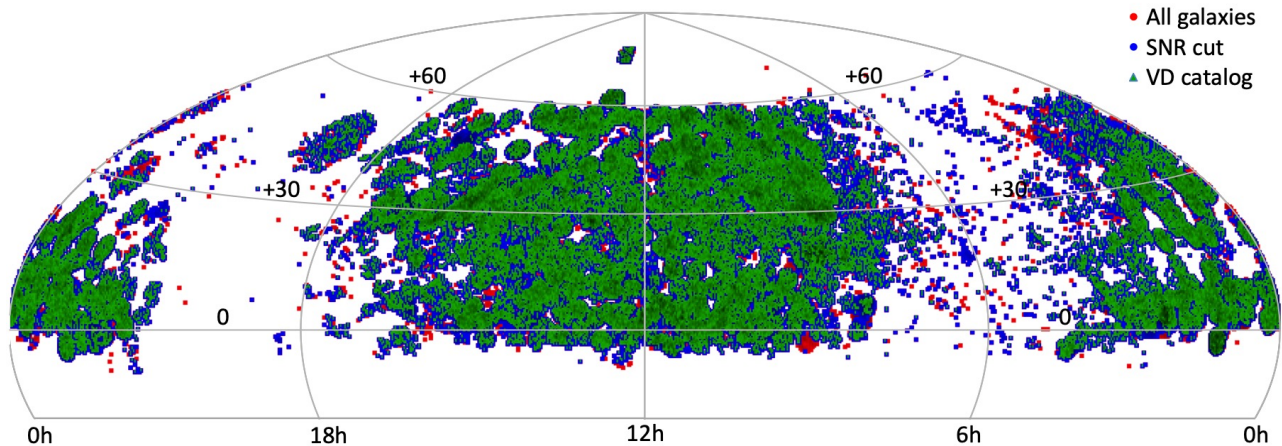 All galaxies
SNR cut
VD catalog
+60 +60
+30 +30
0 0
0h 18h 12h 6h 0h